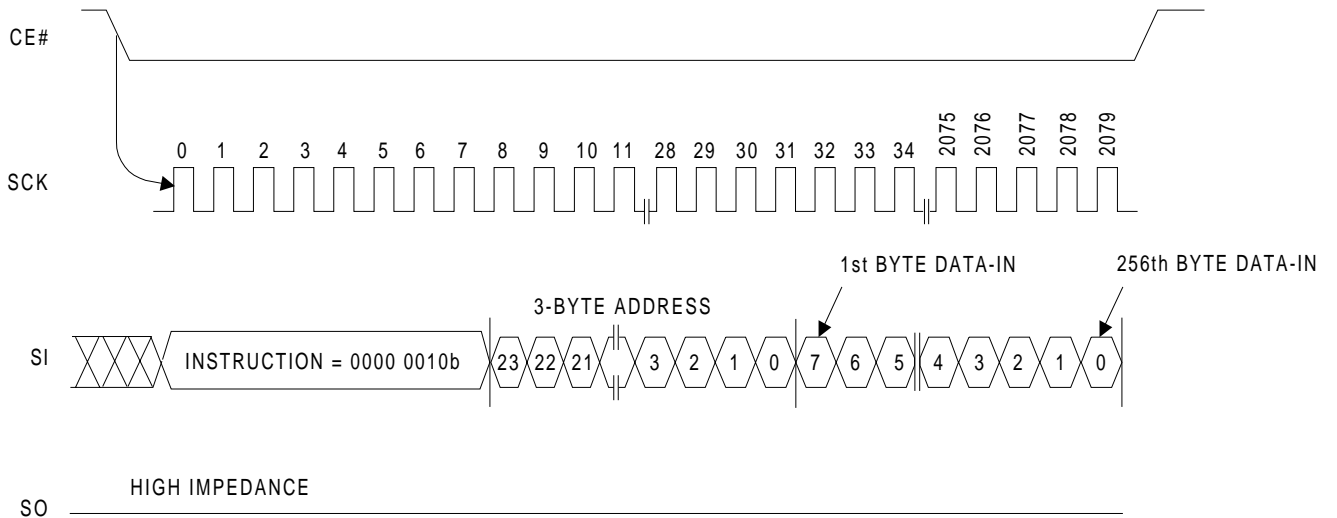 CE#
2075 2076 2077 2078 2079
0 1 2 3 4 5 6 7 8 9 10 11 28 29 30 31 32 33 34
SCK
1st BYTE DATA-IN 256th BYTE DATA-IN
3-BYTE ADDRESS
SI INSTRUCTION = 0000 0010b 23 22 21 3 2 1 0 7 6 5 4 3 2 1 0
HIGH IMPEDANCE
SO